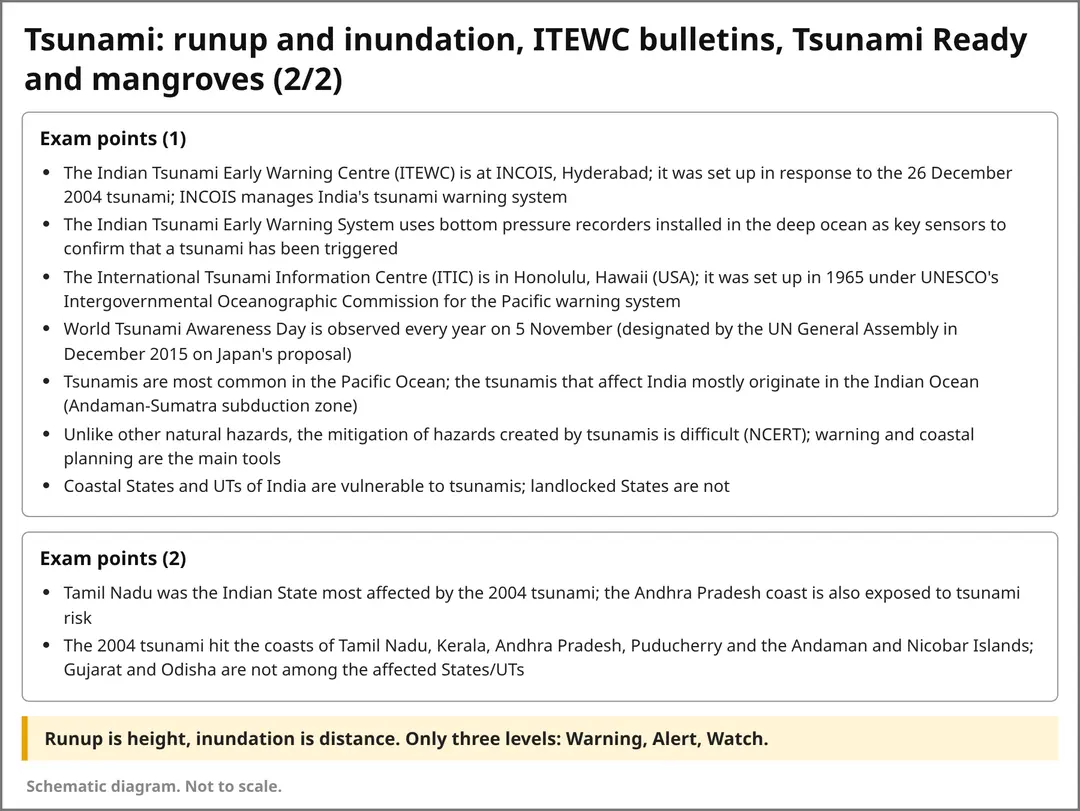 Tsunami: runup and inundation, ITEWC bulletins, Tsunami Ready
and mangroves (2/2)
Exam points (1)
• The Indian Tsunami Early Warning Centre (ITEWC) is at INCOIS, Hyderabad; it was set up in response to the 26 December
2004 tsunami; INCOIS manages India's tsunami warning system
• The Indian Tsunami Early Warning System uses bottom pressure recorders installed in the deep ocean as key sensors to
confirm that a tsunami has been triggered
• The International Tsunami Information Centre (ITIC) is in Honolulu, Hawaii (USA); it was set up in 1965 under UNESCO's
Intergovernmental Oceanographic Commission for the Pacific warning system
• World Tsunami Awareness Day is observed every year on 5 November (designated by the UN General Assembly in
December 2015 on Japan's proposal)
• Tsunamis are most common in the Pacific Ocean; the tsunamis that affect India mostly originate in the Indian Ocean
(Andaman-Sumatra subduction zone)
• Unlike other natural hazards, the mitigation of hazards created by tsunamis is difficult (NCERT); warning and coastal
planning are the main tools
• Coastal States and UTs of India are vulnerable to tsunamis; landlocked States are not
Exam points (2)
• Tamil Nadu was the Indian State most affected by the 2004 tsunami; the Andhra Pradesh coast is also exposed to tsunami
risk
• The 2004 tsunami hit the coasts of Tamil Nadu, Kerala, Andhra Pradesh, Puducherry and the Andaman and Nicobar Islands;
Gujarat and Odisha are not among the affected States/UTs
Runup is height, inundation is distance. Only three levels: Warning, Alert, Watch.
Schematic diagram. Not to scale.